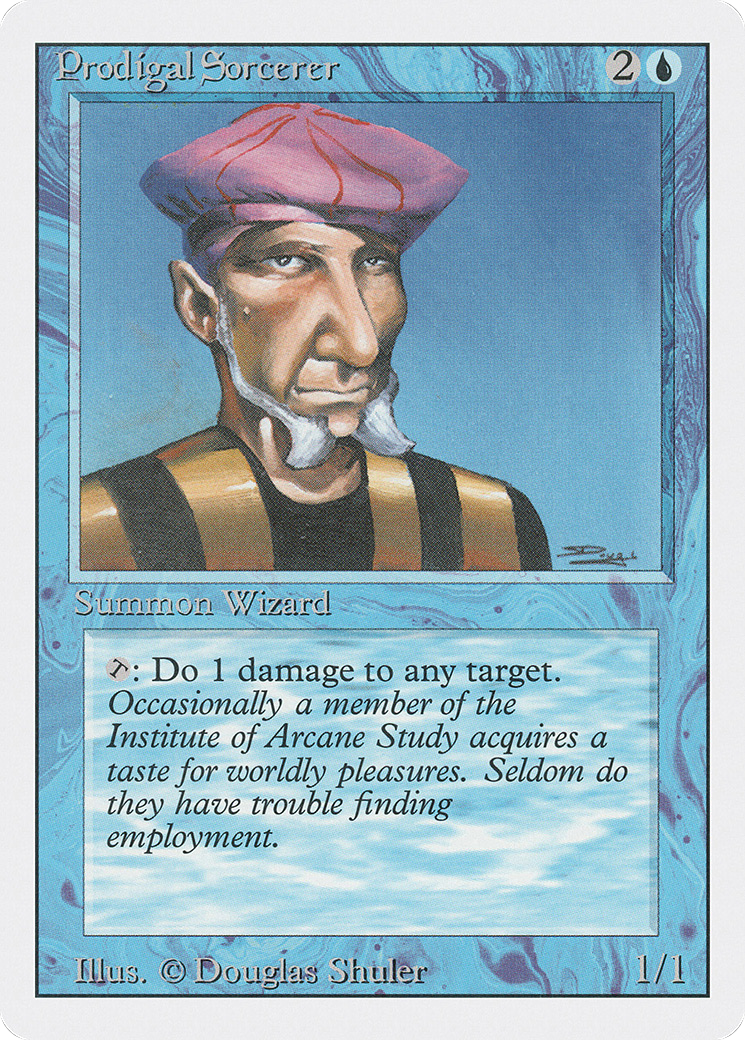 Prodigal Sorcerer 2
Summon Wizard
T: Do 1 damage to any target.
Occasionally a member of the
Institute of Arcane Study acquires a
taste for worldly pleasures. Seldom do
they have trouble finding
employment.
Illus. © Douglas Shuler 1/1